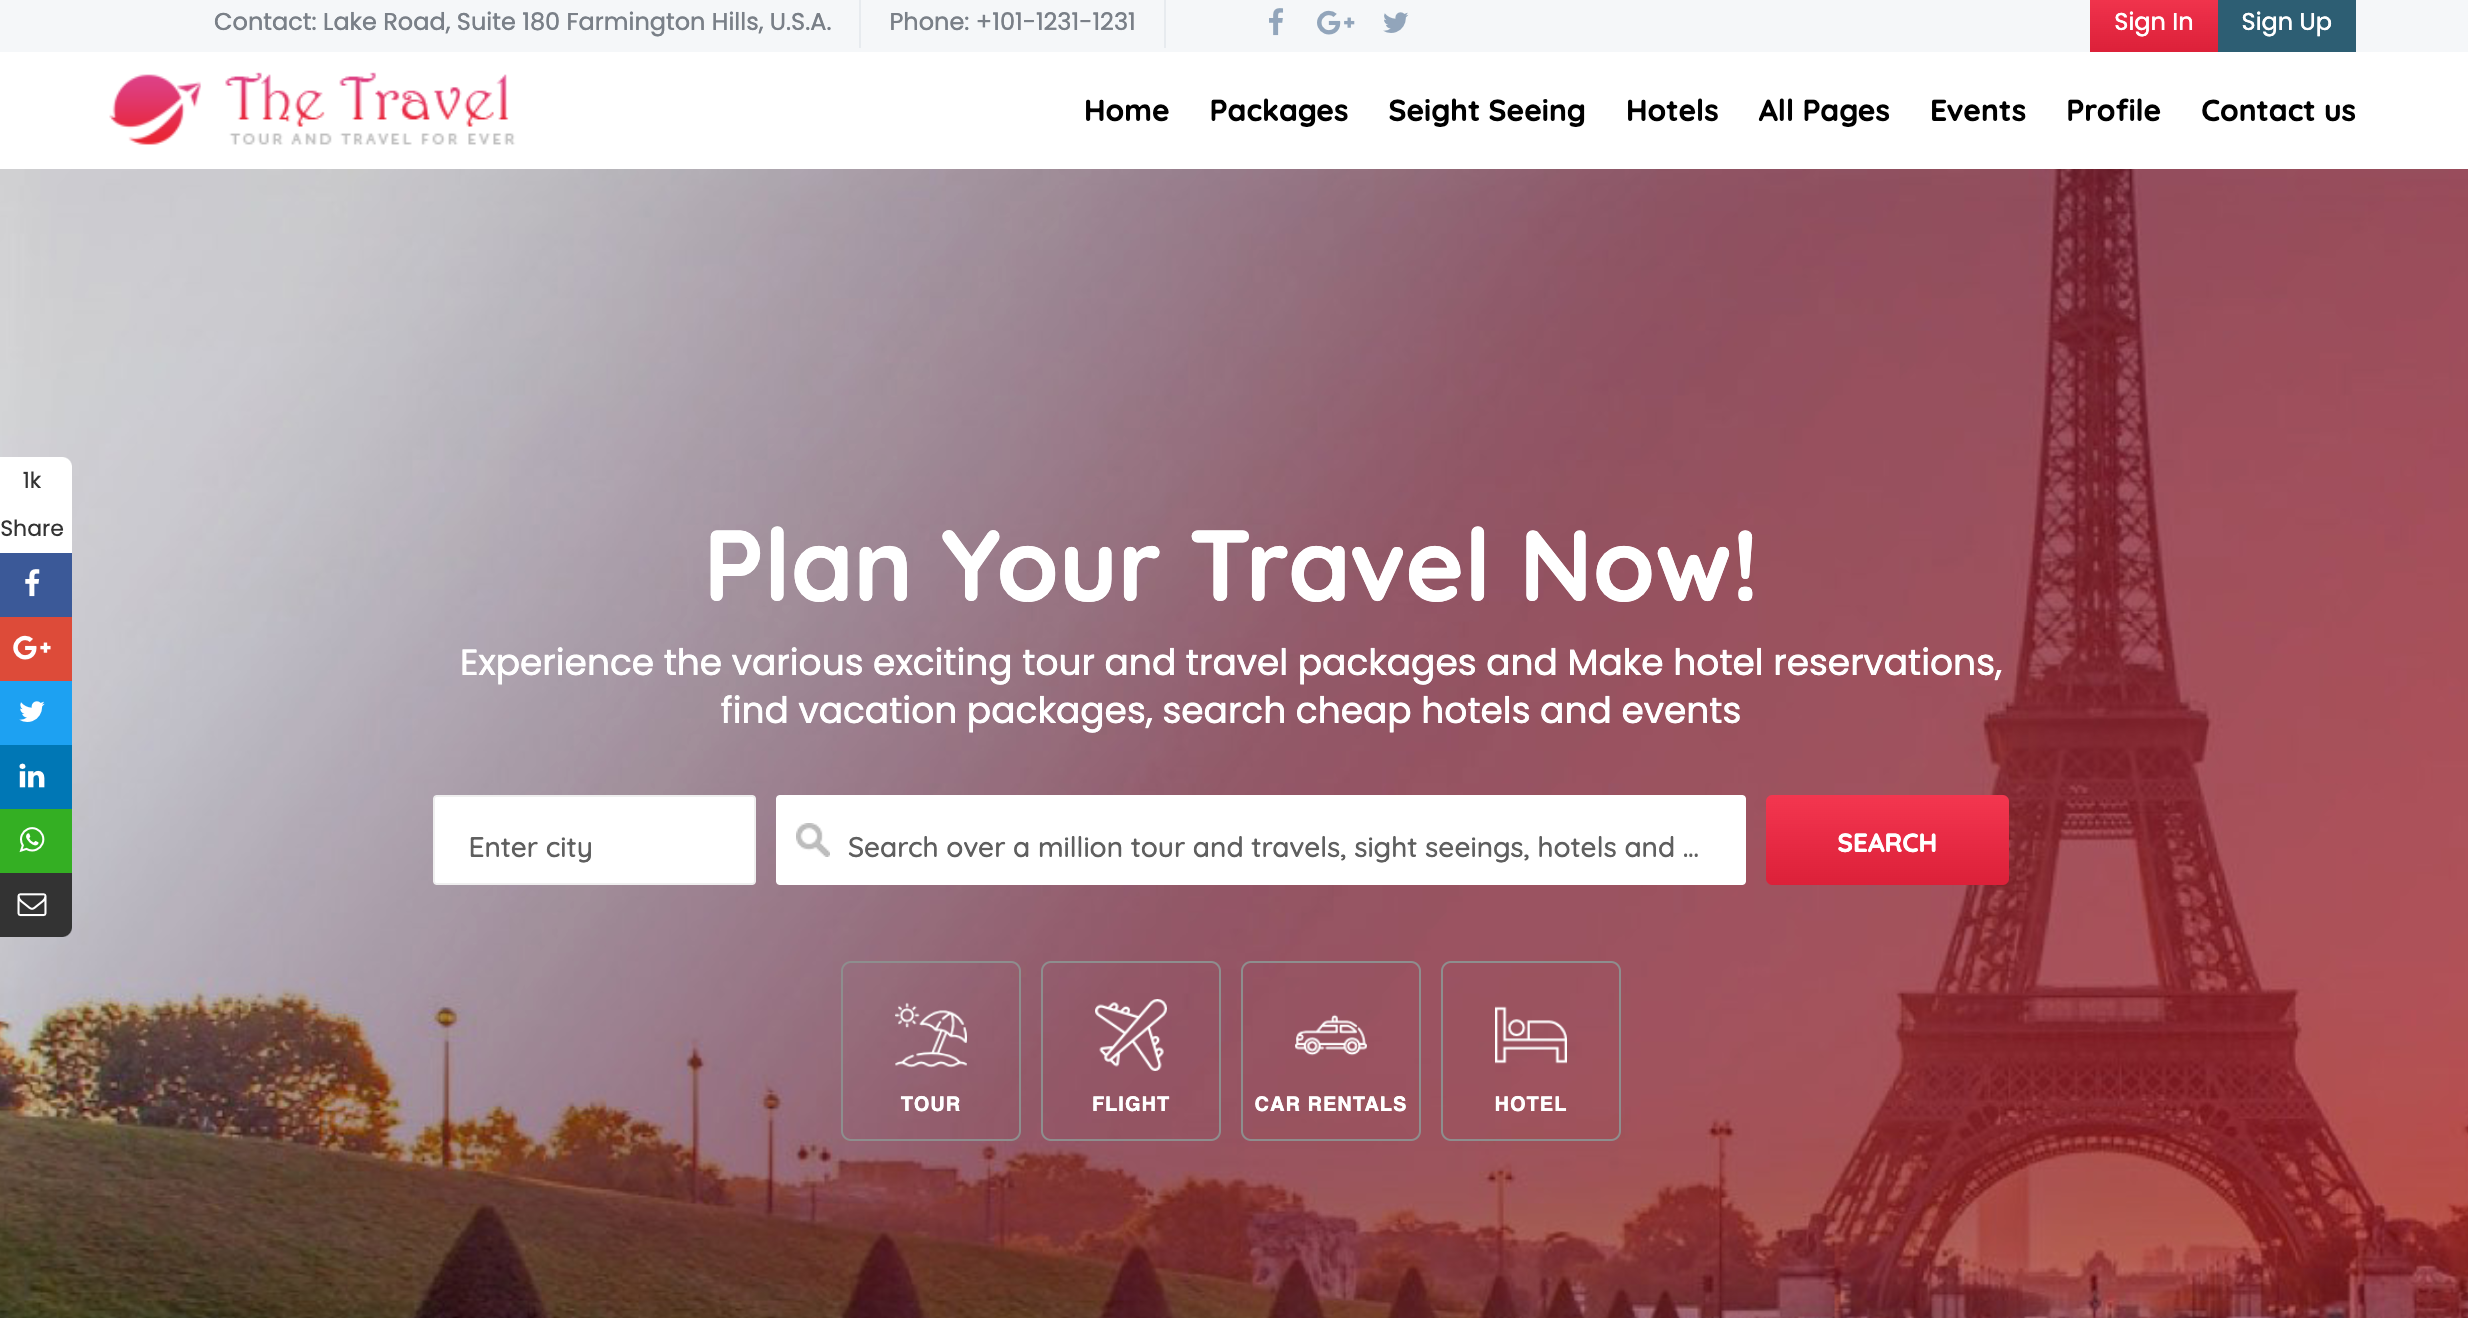 Contact: Lake Road, Suite 180 Farmington Hills, U.S.A.
Phone: +101-1231-1231
Sign In
Sign Up
The Travel
TOUR AND TRAVEL FOR EVER
Home
Packages
Seight Seeing
Hotels
All Pages
Events
Profile
Contact us
1k
Share
Plan Your Travel Now!
Experience the various exciting tour and travel packages and Make hotel reservations,
find vacation packages, search cheap hotels and events
Enter city
Search over a million tour and travels, sight seeings, hotels and ...
SEARCH
TOUR
FLIGHT
CAR RENTALS
HOTEL